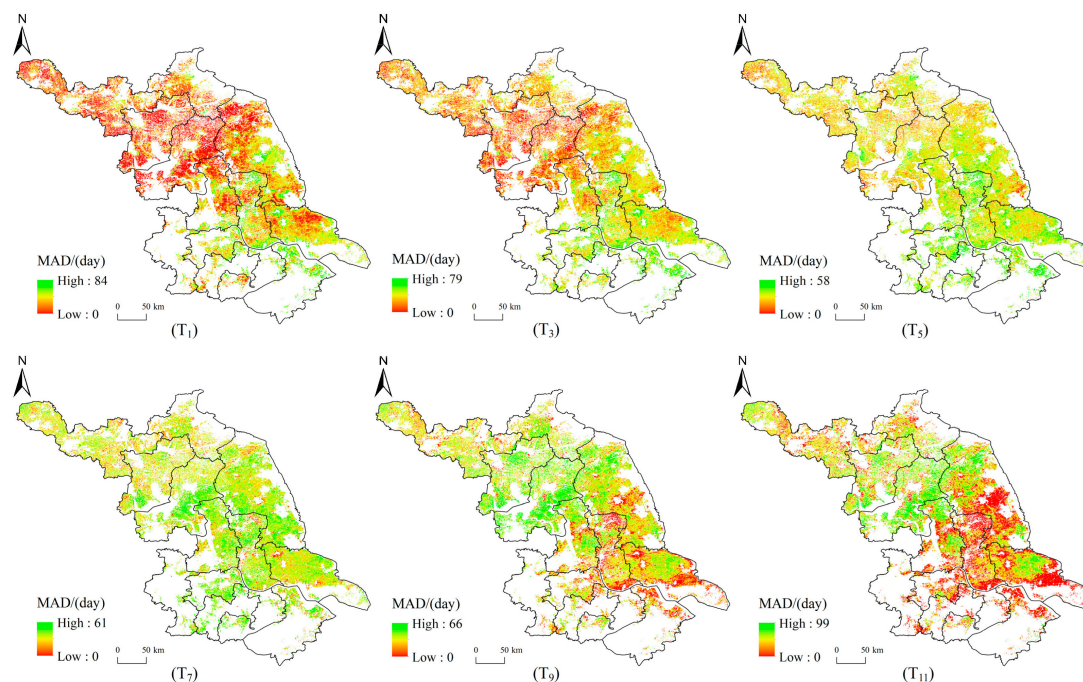 N
MAD/(day)
High : 84
Low : 0
0 50 km
(T₁)
N
MAD/(day)
High : 79
Low : 0
0 50 km
(T₃)
N
MAD/(day)
High : 58
Low : 0
0 50 km
(T₅)
N
MAD/(day)
High : 61
Low : 0
0 50 km
(T₇)
N
MAD/(day)
High : 66
Low : 0
0 50 km
(T₉)
N
MAD/(day)
High : 99
Low : 0
0 50 km
(T₁₁)